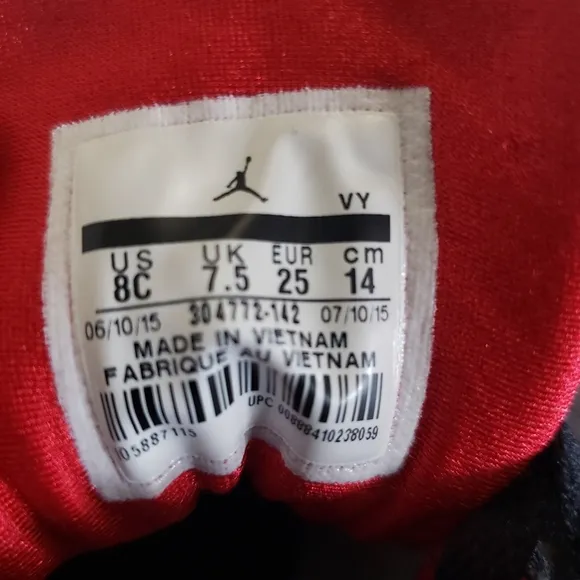 VY
US UK EUR cm
8C 7.5 25 14
06/10/15 304772-142 07/10/15
MADE IN VIETNAM
FABRIQUE AU VIETNAM
UPC 00888410238059
05887115